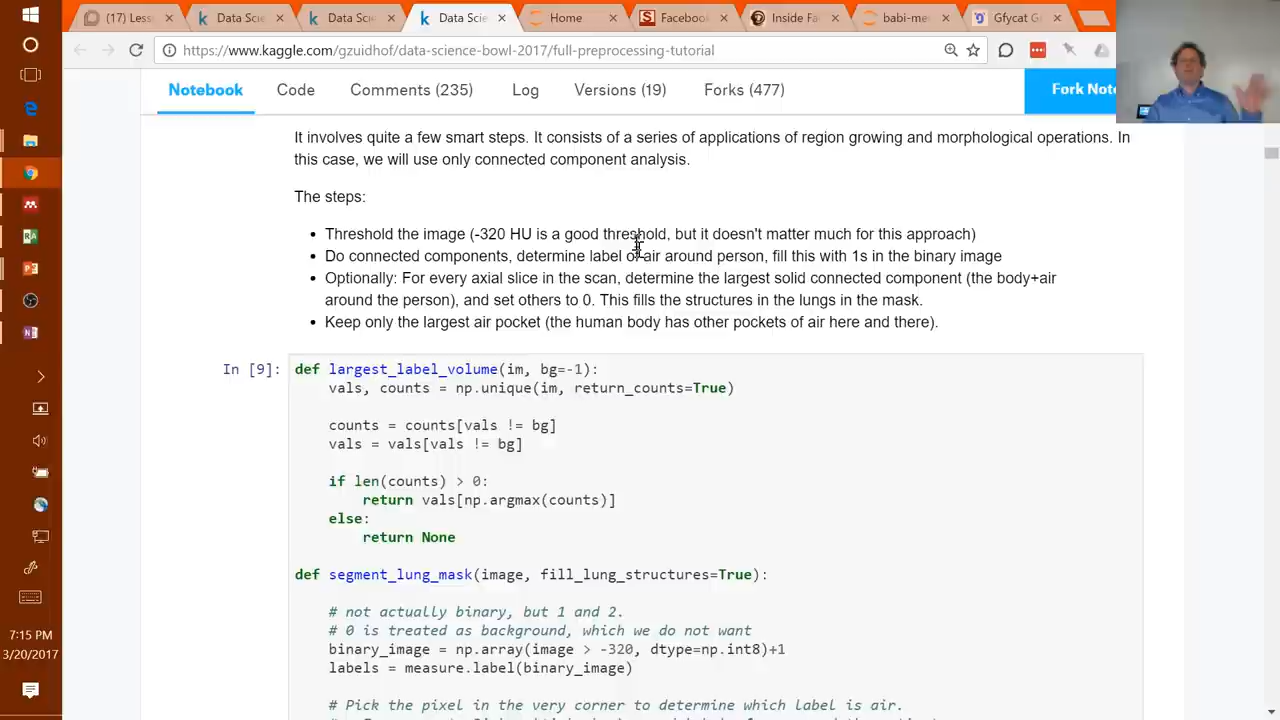 (17) Less
Data Scie
Data Scie
Data Scie
Home
Facebook
Inside Fa
babi-mer
Gfycat G
https://www.kaggle.com/gzuidhof/data-science-bowl-2017/full-preprocessing-tutorial
Notebook
Code
Comments (235)
Log
Versions (19)
Forks (477)
Fork Note
It involves quite a few smart steps. It consists of a series of applications of region growing and morphological operations. In
this case, we will use only connected component analysis.
The steps:
• Threshold the image (-320 HU is a good threshold, but it doesn't matter much for this approach)
• Do connected components, determine label of air around person, fill this with 1s in the binary image
• Optionally: For every axial slice in the scan, determine the largest solid connected component (the body+air
around the person), and set others to 0. This fills the structures in the lungs in the mask.
• Keep only the largest air pocket (the human body has other pockets of air here and there).
In [9]:
def largest_label_volume(im, bg=-1):
vals, counts = np.unique(im, return_counts=True)
counts = counts[vals != bg]
vals = vals[vals != bg]
if len(counts) > 0:
return vals[np.argmax(counts)]
else:
return None
def segment_lung_mask(image, fill_lung_structures=True):
# not actually binary, but 1 and 2.
# 0 is treated as background, which we do not want
binary_image = np.array(image > -320, dtype=np.int8)+1
labels = measure.label(binary_image)
# Pick the pixel in the very corner to determine which label is air.
7:15 PM
3/20/2017